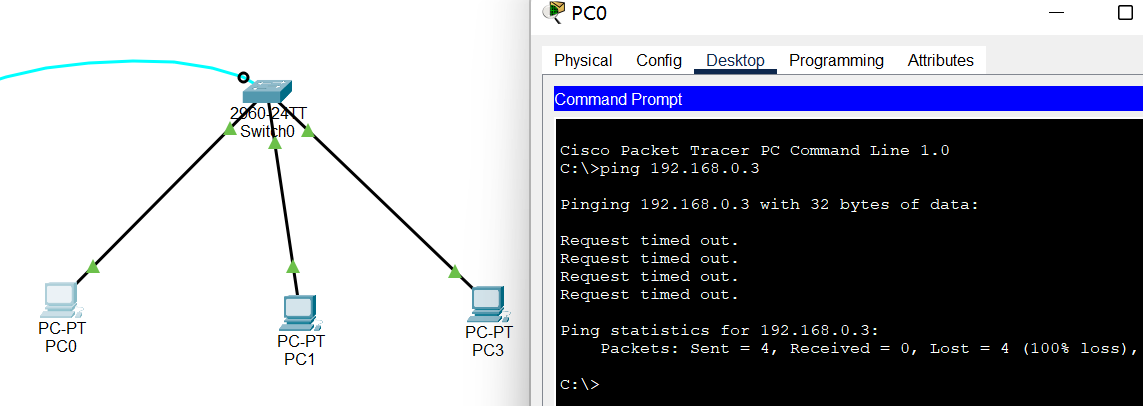 2960-24TT
Switch0
PC-PT
PC0
PC-PT
PC1
PC-PT
PC3
PC0
Physical Config Desktop Programming Attributes
Command Prompt
Cisco Packet Tracer PC Command Line 1.0
C:\>ping 192.168.0.3
Pinging 192.168.0.3 with 32 bytes of data:
Request timed out.
Request timed out.
Request timed out.
Request timed out.
Ping statistics for 192.168.0.3:
Packets: Sent = 4, Received = 0, Lost = 4 (100% loss),
C:\>